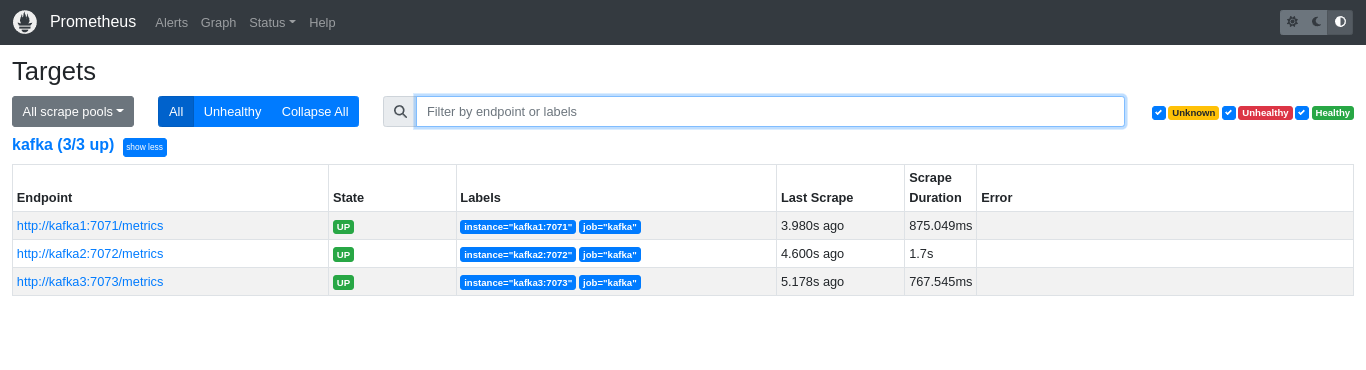 Prometheus Alerts Graph Status Help
Targets
All scrape pools All Unhealthy Collapse All Filter by endpoint or labels Unknown Unhealthy Healthy
kafka (3/3 up) show less
Endpoint State Labels Last Scrape Scrape Duration Error
http://kafka1:7071/metrics UP instance="kafka1:7071" job="kafka" 3.980s ago 875.049ms
http://kafka2:7072/metrics UP instance="kafka2:7072" job="kafka" 4.600s ago 1.7s
http://kafka3:7073/metrics UP instance="kafka3:7073" job="kafka" 5.178s ago 767.545ms